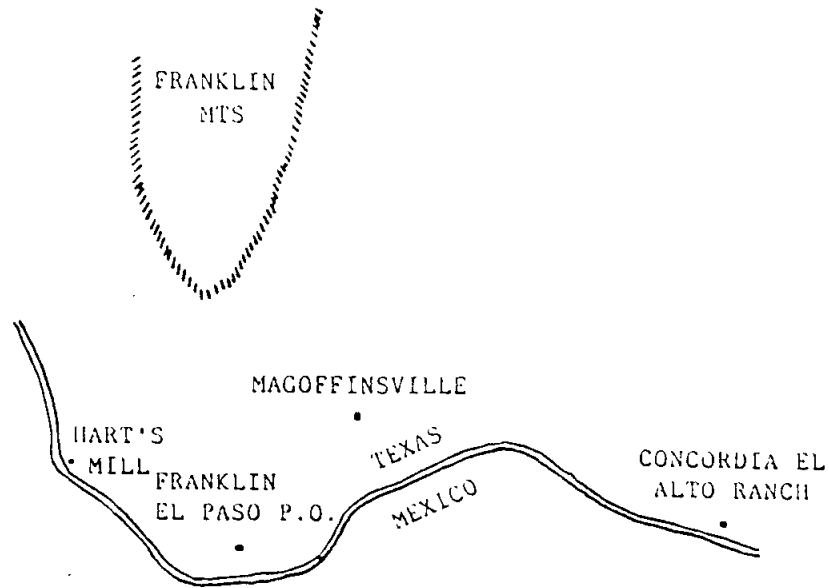 FRANKLIN
MTS
MAGOFFINSVILLE
HART'S
MILL
FRANKLIN
EL PASO P.O.
TEXAS
MEXICO
CONCORDIA EL
ALTO RANCH